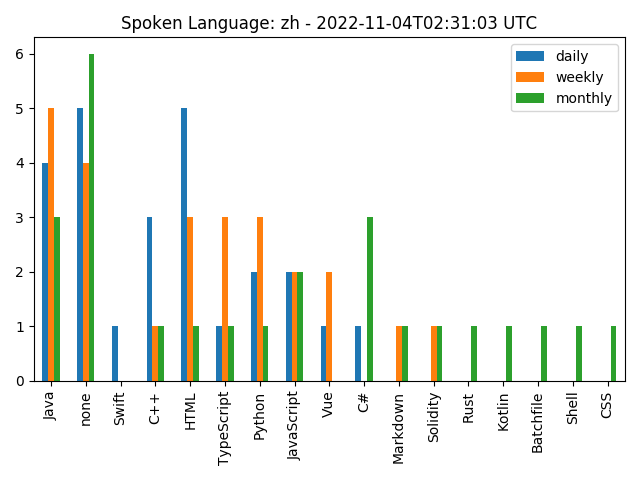 Spoken Language: zh - 2022-11-04T02:31:03 UTC
daily
weekly
monthly
6
5
4
3
2
1
0
Java
none
Swift
C++
HTML
TypeScript
Python
JavaScript
Vue
C#
Markdown
Solidity
Rust
Kotlin
Batchfile
Shell
CSS